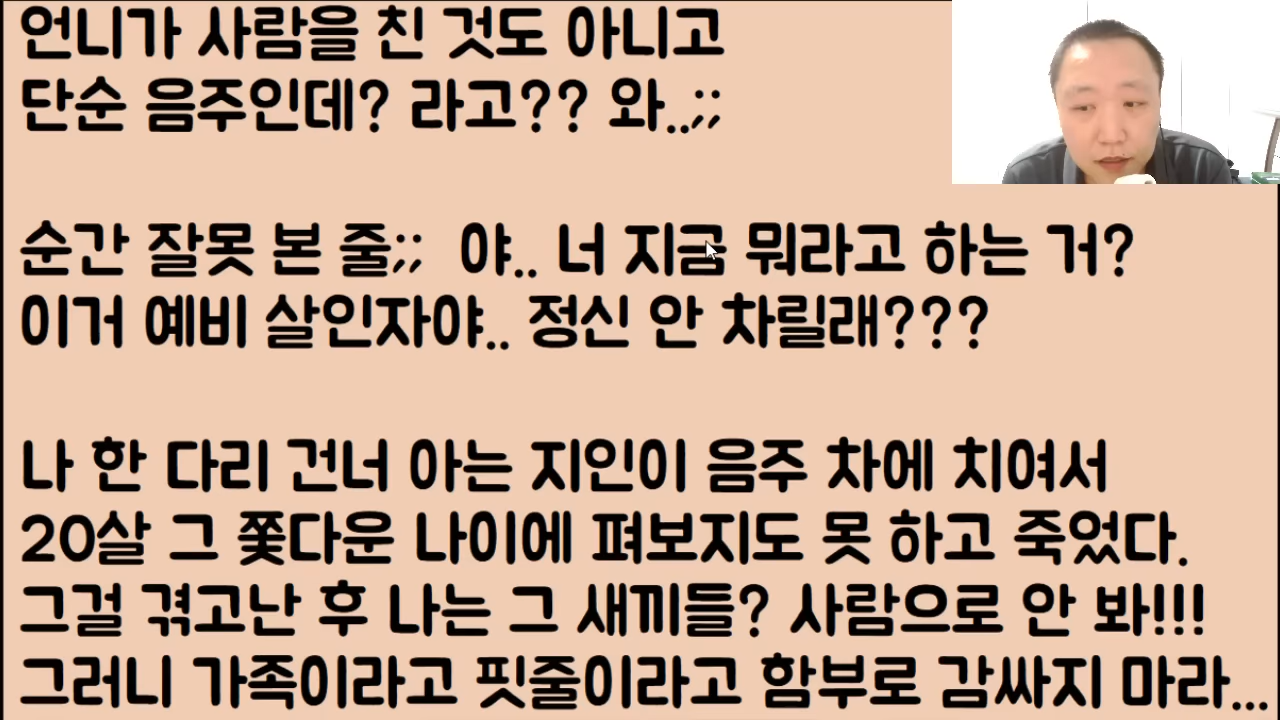 언니가 사람을 친 것도 아니고
단순 음주인데? 라고?? 와..;;
순간 잘못 본 줄;; 야.. 너 지금 뭐라고 하는 거?
이거 예비 살인자야.. 정신 안 차릴래???
나 한 다리 건너 아는 지인이 음주 차에 치여서
20살 그 꽃다운 나이에 펴보지도 못 하고 죽었다.
그걸 겪고난 후 나는 그 새끼들? 사람으로 안 봐!!!
그러니 가족이라고 핏줄이라고 함부로 감싸지 마라...